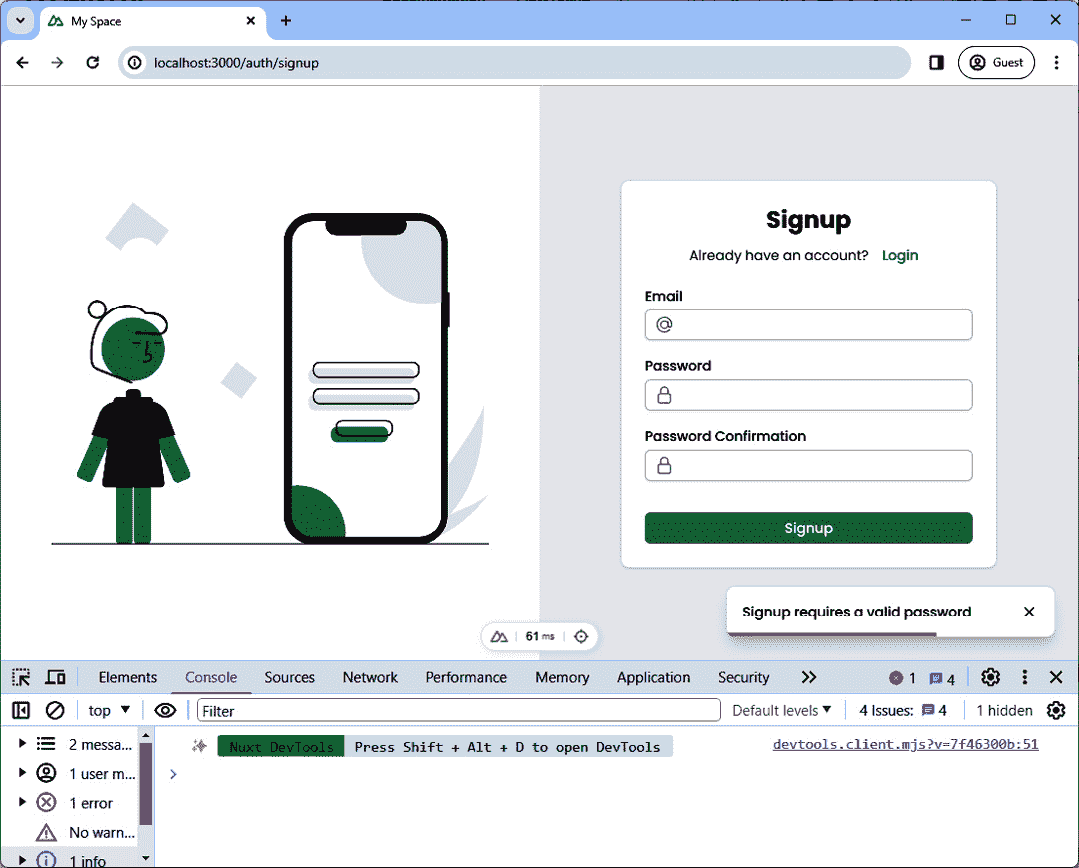 My Space
localhost:3000/auth/signup
Guest
Signup
Already have an account? Login
Email
@
Password
Password Confirmation
Signup
Signup requires a valid password
61 ms
Elements Console Sources Network Performance Memory Application Security 1 4
top Filter Default levels 4 Issues: 4 1 hidden
2 messa...
1 user m...
1 error
No warn...
1 info
Nuxt DevTools Press Shift + Alt + D to open DevTools devtools.client.mjs?v=7f46300b:51